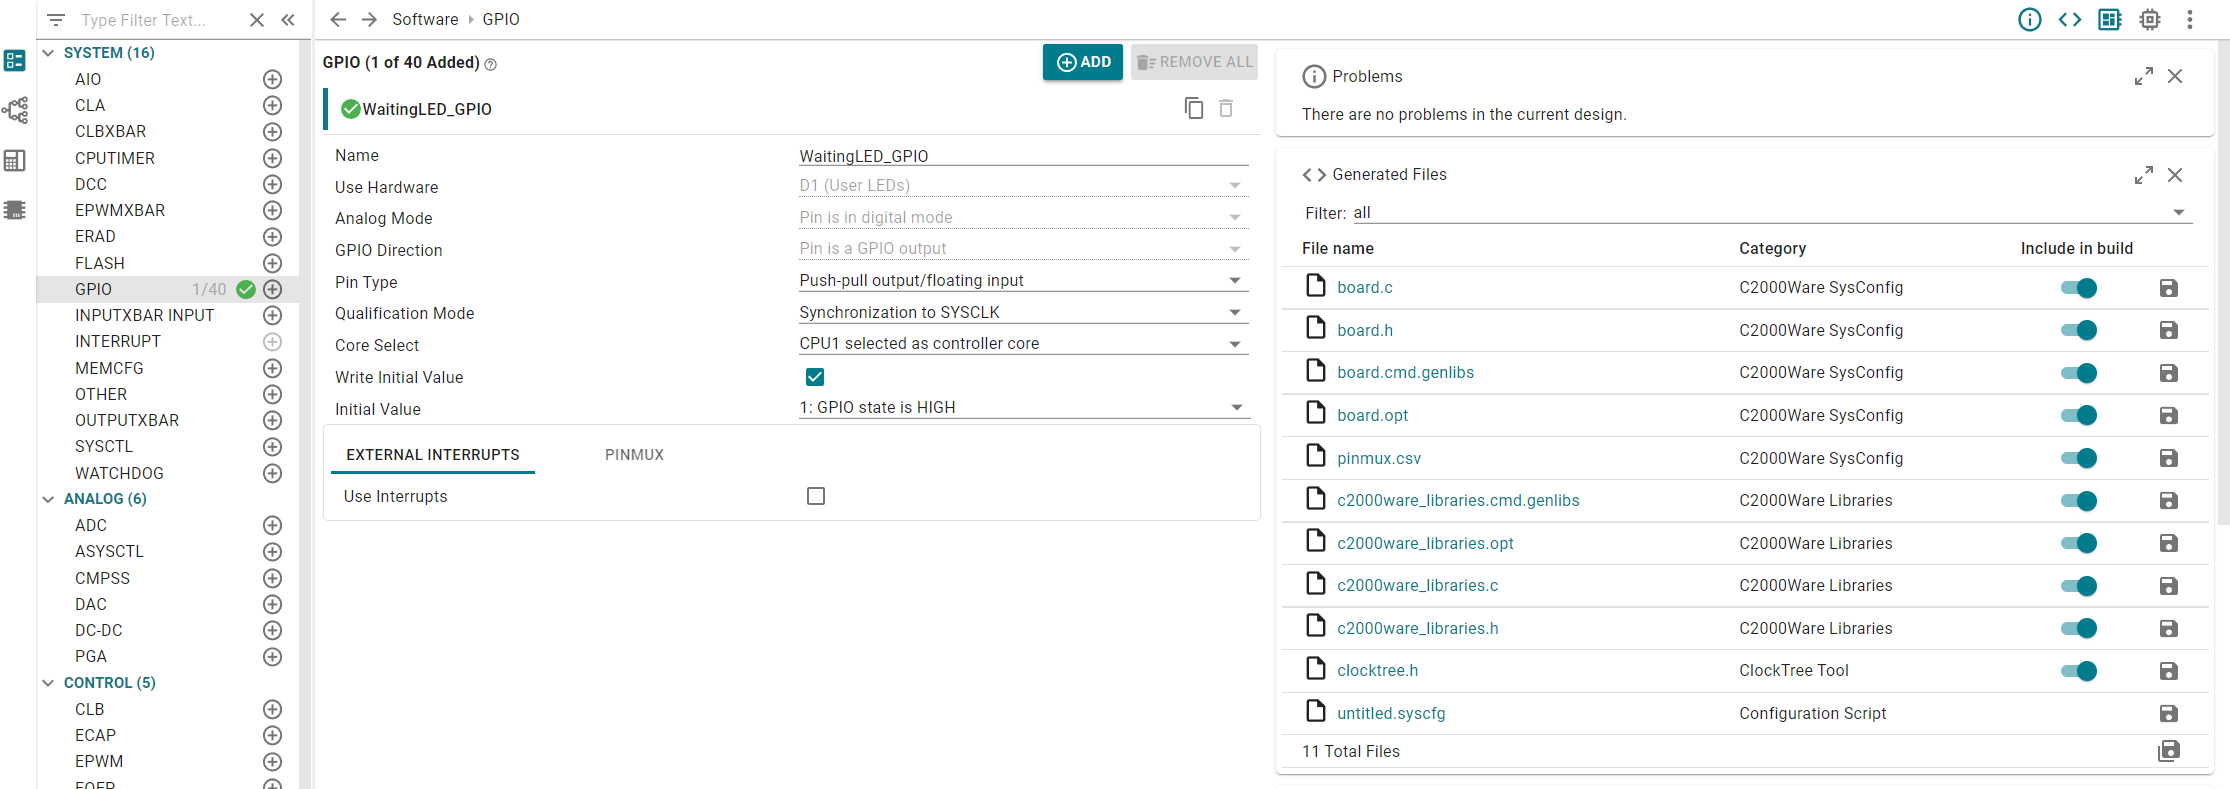 Type Filter Text...
SYSTEM (16)
AIO
CLA
CLBXBAR
CPUTIMER
DCC
EPWMXBAR
ERAD
FLASH
GPIO 1/40
INPUTXBAR INPUT
INTERRUPT
MEMCFG
OTHER
OUTPUTXBAR
SYSCTL
WATCHDOG
ANALOG (6)
ADC
ASYSCTL
CMPSS
DAC
DC-DC
PGA
CONTROL (5)
CLB
ECAP
EPWM
EQEP
Software › GPIO
GPIO (1 of 40 Added)
ADD
REMOVE ALL
WaitingLED_GPIO
Name WaitingLED_GPIO
Use Hardware D1 (User LEDs)
Analog Mode Pin is in digital mode
GPIO Direction Pin is a GPIO output
Pin Type Push-pull output/floating input
Qualification Mode Synchronization to SYSCLK
Core Select CPU1 selected as controller core
Write Initial Value
Initial Value 1: GPIO state is HIGH
EXTERNAL INTERRUPTS PINMUX
Use Interrupts
Problems
There are no problems in the current design.
Generated Files
Filter: all
File name Category Include in build
board.c C2000Ware SysConfig
board.h C2000Ware SysConfig
board.cmd.genlibs C2000Ware SysConfig
board.opt C2000Ware SysConfig
pinmux.csv C2000Ware SysConfig
c2000ware_libraries.cmd.genlibs C2000Ware Libraries
c2000ware_libraries.opt C2000Ware Libraries
c2000ware_libraries.c C2000Ware Libraries
c2000ware_libraries.h C2000Ware Libraries
clocktree.h ClockTree Tool
untitled.syscfg Configuration Script
11 Total Files